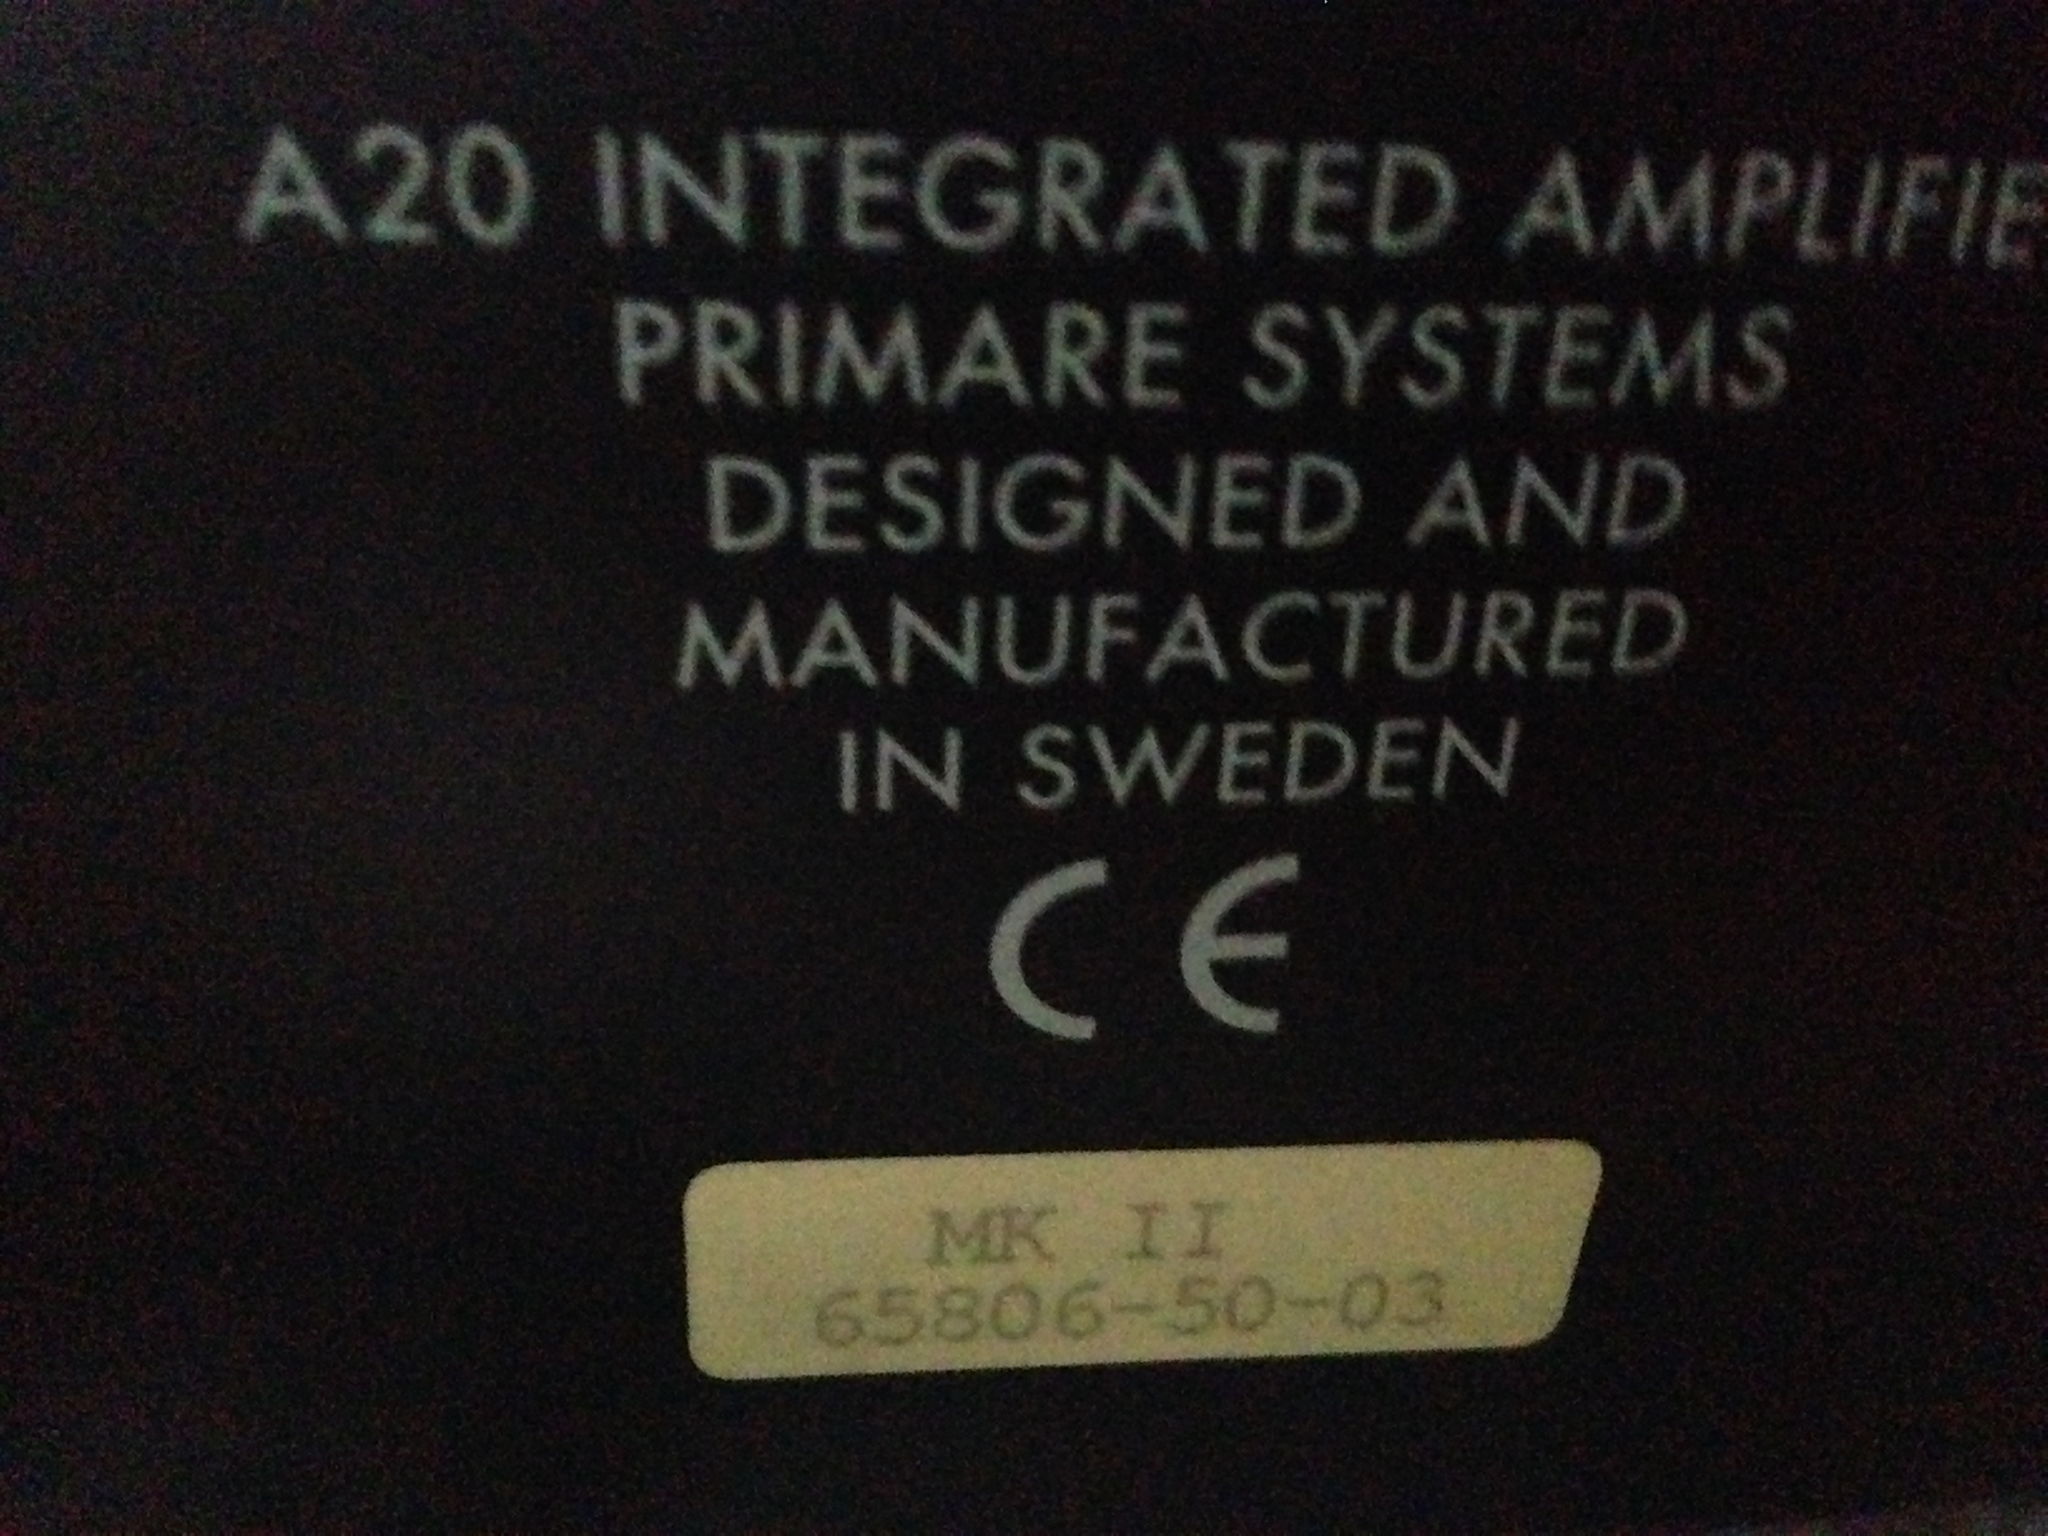 A20 INTEGRATED AMPLIFIE
PRIMARE SYSTEMS
DESIGNED AND
MANUFACTURED
IN SWEDEN
CE
MK II
65806-50-03